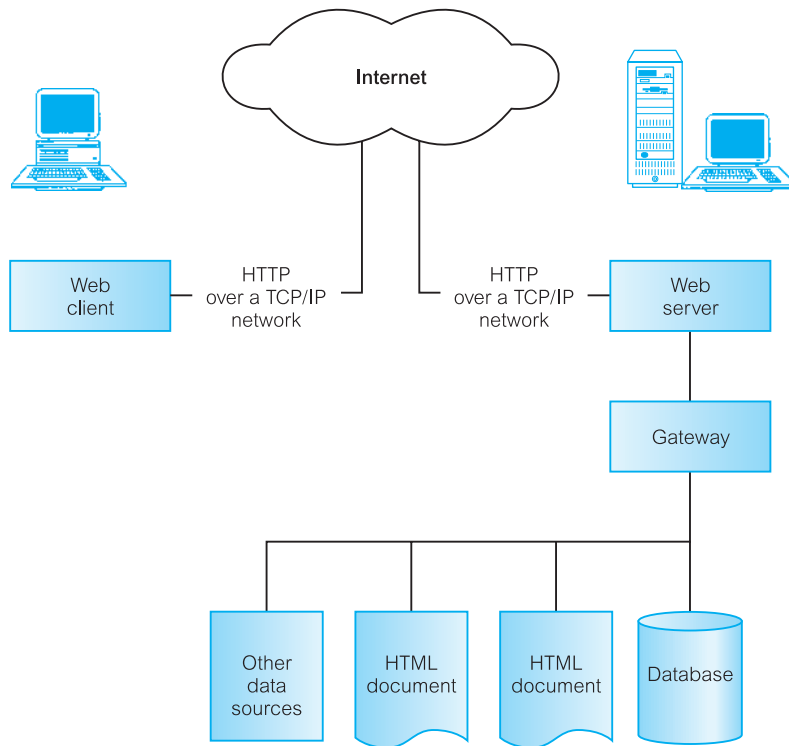 Internet
Web
client
HTTP
over a TCP/IP
network
HTTP
over a TCP/IP
network
Web
server
Gateway
Other
data
sources
HTML
document
HTML
document
Database